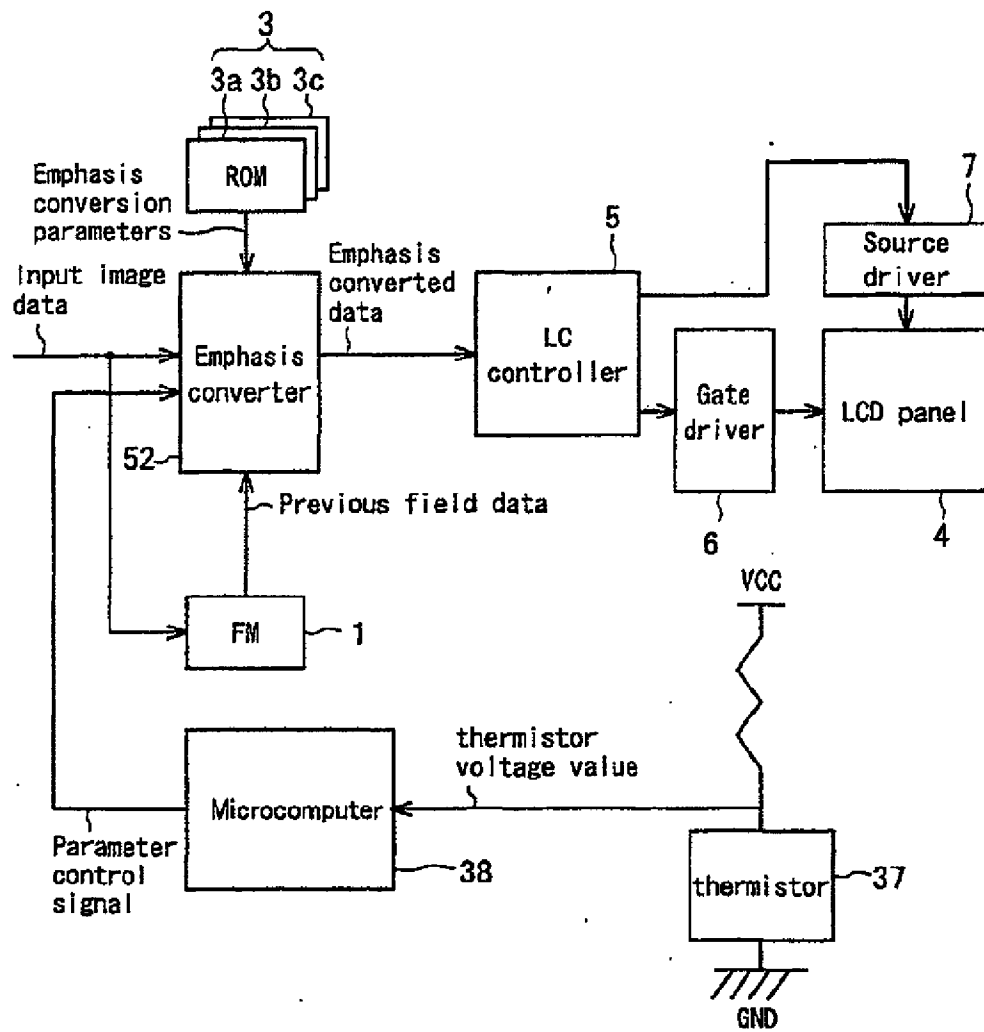 3
3a 3b 3c
ROM
Emphasis
conversion
parameters
Input image
data
Emphasis
converter
52
Emphasis
converted
data
5
LC
controller
7
Source
driver
Gate
driver
6
LCD panel
4
Previous field data
FM
1
VCC
thermistor
voltage value
Microcomputer
38
Parameter
control
signal
thermistor
37
GND